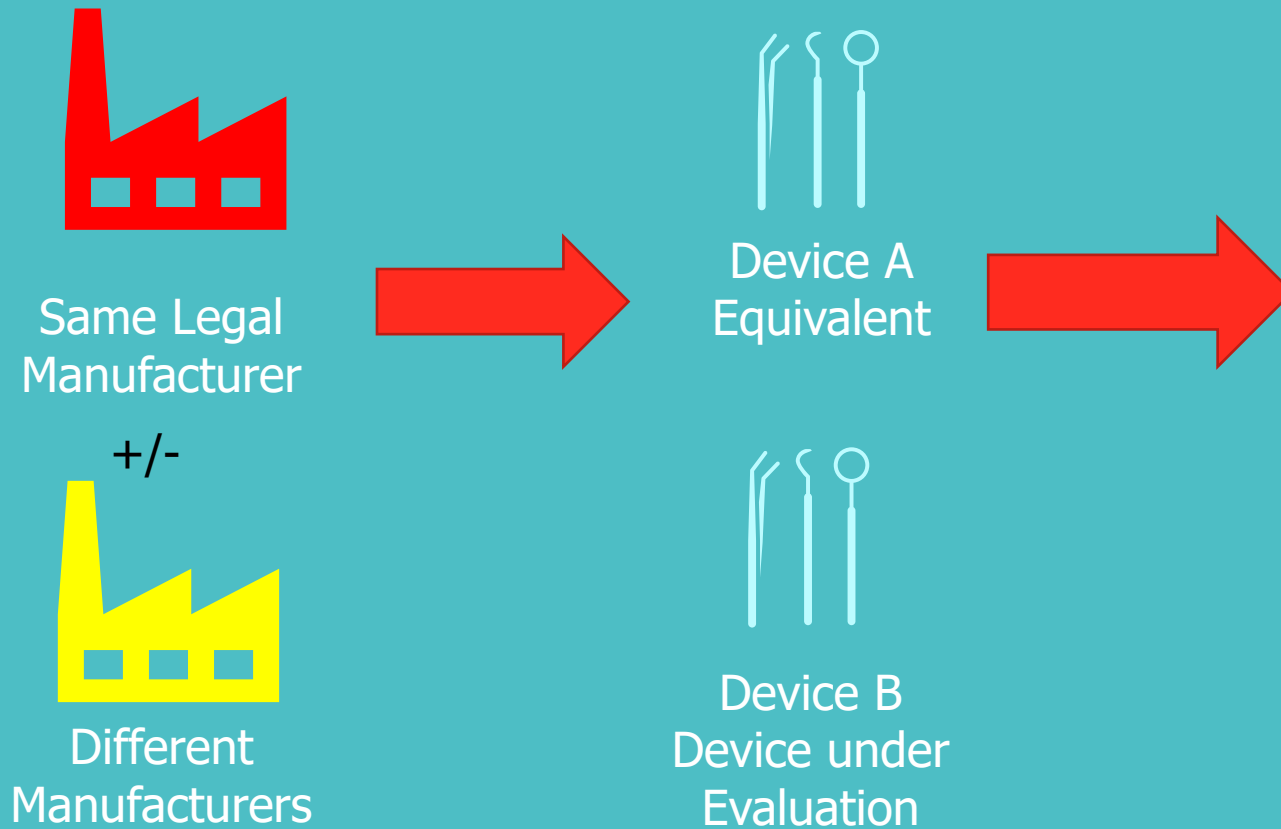 Same Legal
Manufacturer
+/-
Different
Manufacturers
Device A
Equivalent
Device B
Device under
Evaluation